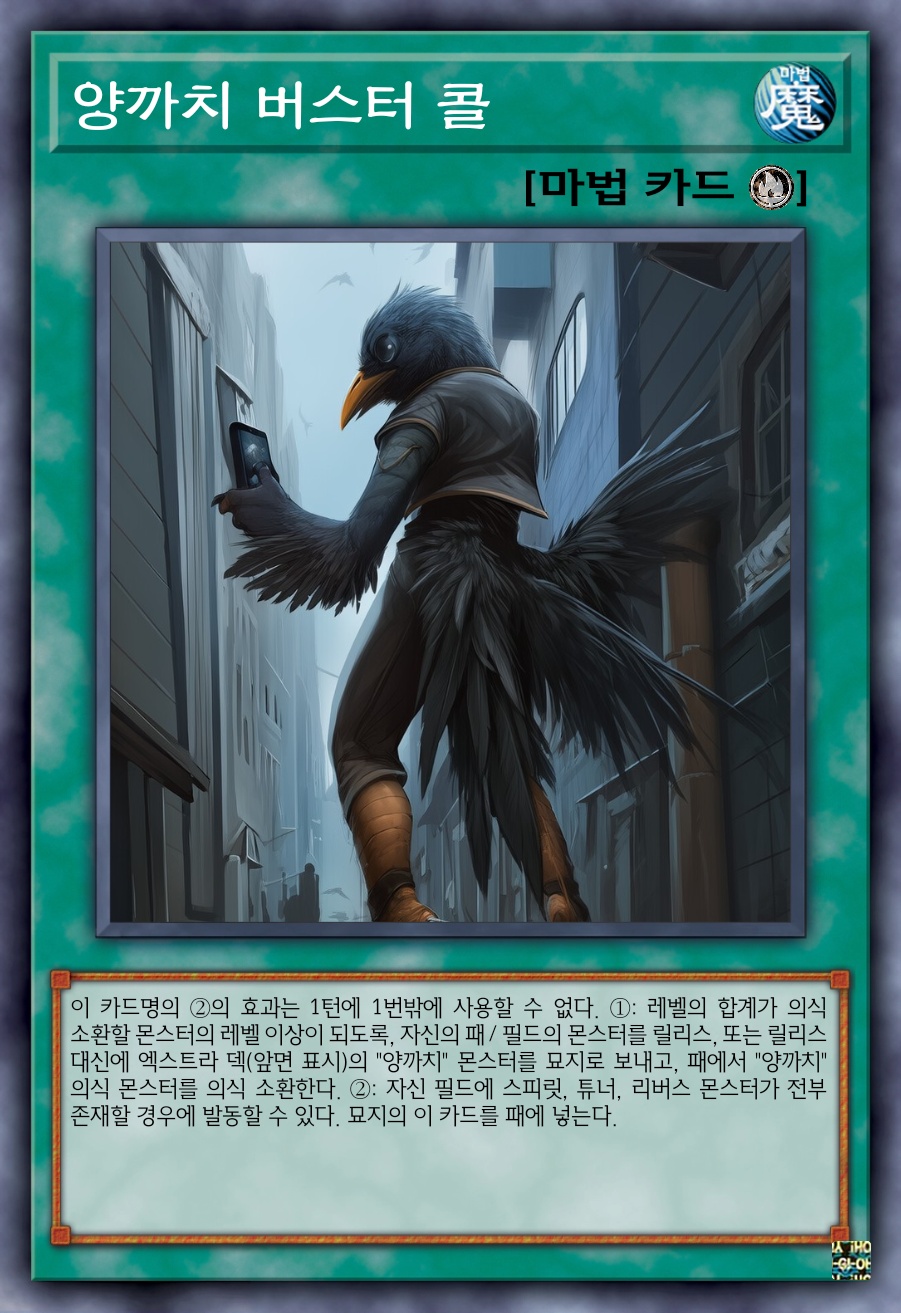 양까치 버스터 콜
마법
魔
[마법 카드]
이 카드명의 ②의 효과는 1턴에 1번밖에 사용할 수 없다. ①: 레벨의 합계가 의식
소환할 몬스터의 레벨 이상이 되도록, 자신의 패 / 필드의 몬스터를 릴리스, 또는 릴리스
대신에 엑스트라 덱(앞면 표시)의 "양까치" 몬스터를 묘지로 보내고, 패에서 "양까치"
의식 몬스터를 의식 소환한다. ②: 자신 필드에 스피릿, 튜너, 리버스 몬스터가 전부
존재할 경우에 발동할 수 있다. 묘지의 이 카드를 패에 넣는다.